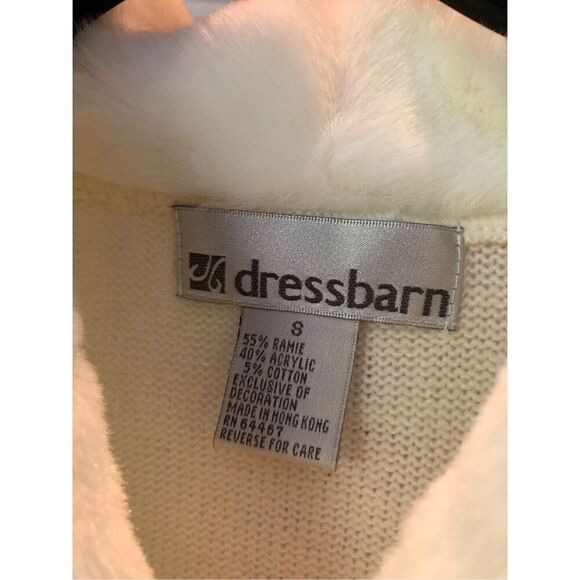 dressbarn
S
55% RAMIE
40% ACRYLIC
5% COTTON
EXCLUSIVE OF
DECORATION
MADE IN HONG KONG
RN 64467
REVERSE FOR CARE